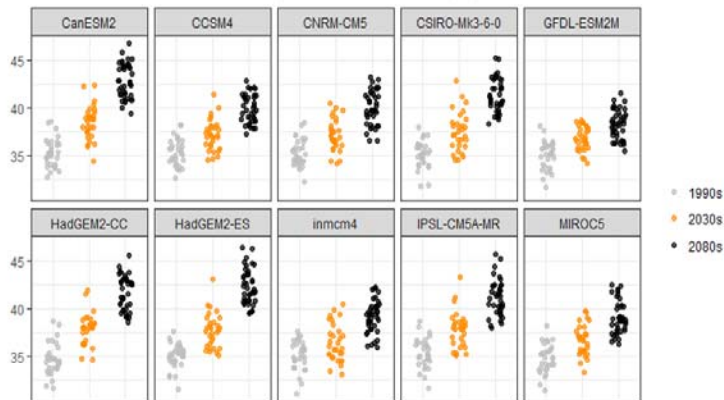 CanESM2 CCSM4 CNRM-CM5 CSIRO-Mk3-6-0 GFDL-ESM2M
45
40
35
1990s
2030s
2080s
HadGEM2-CC HadGEM2-ES inmcm4 IPSL-CM5A-MR MIROC5
45
40
35